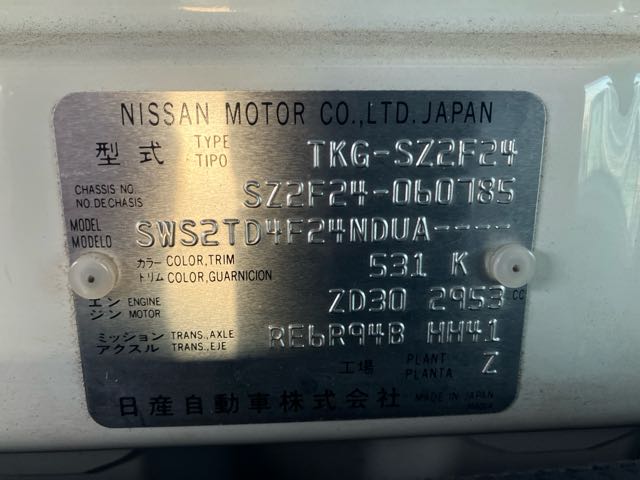 NISSAN MOTOR CO.,LTD. JAPAN
型式 TYPE TIPO TKG-SZ2F24
CHASSIS NO. NO.DE CHASIS SZ2F24-060785
MODEL MODELO SWS2TD4F24NDUA----
カラー COLOR,TRIM トリム COLOR,GUARNICION 531 K
エンジン ENGINE MOTOR ZD30 2953 CC
ミッション TRANS.,AXLE アクスル TRANS.,EJE RE6R94B HH41
工場 PLANT PLANTA Z
日産自動車株式会社 MADE IN JAPAN